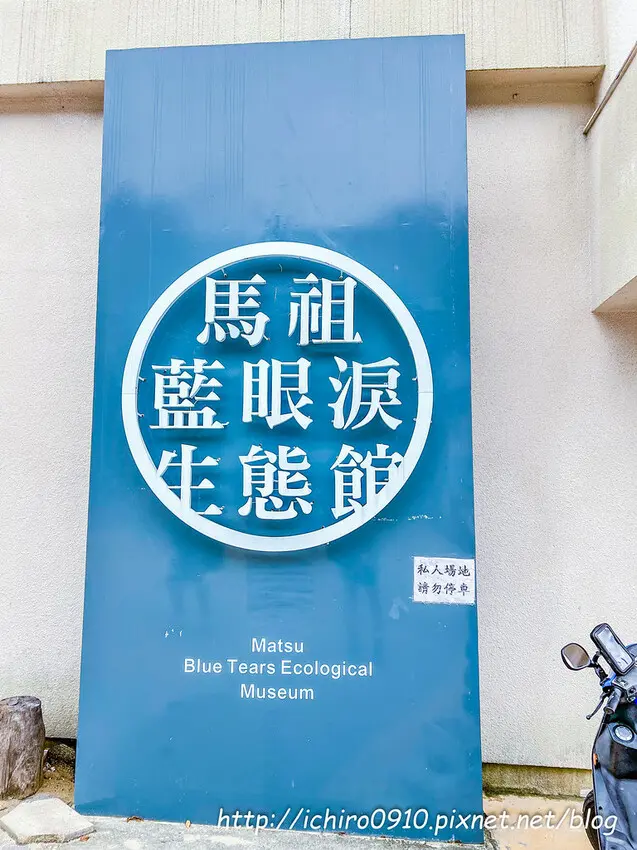 馬祖
藍眼淚
生態館
私人場地
請勿停車
Matsu
Blue Tears Ecological
Museum
http://ichiro0910.pixnet.net/blog